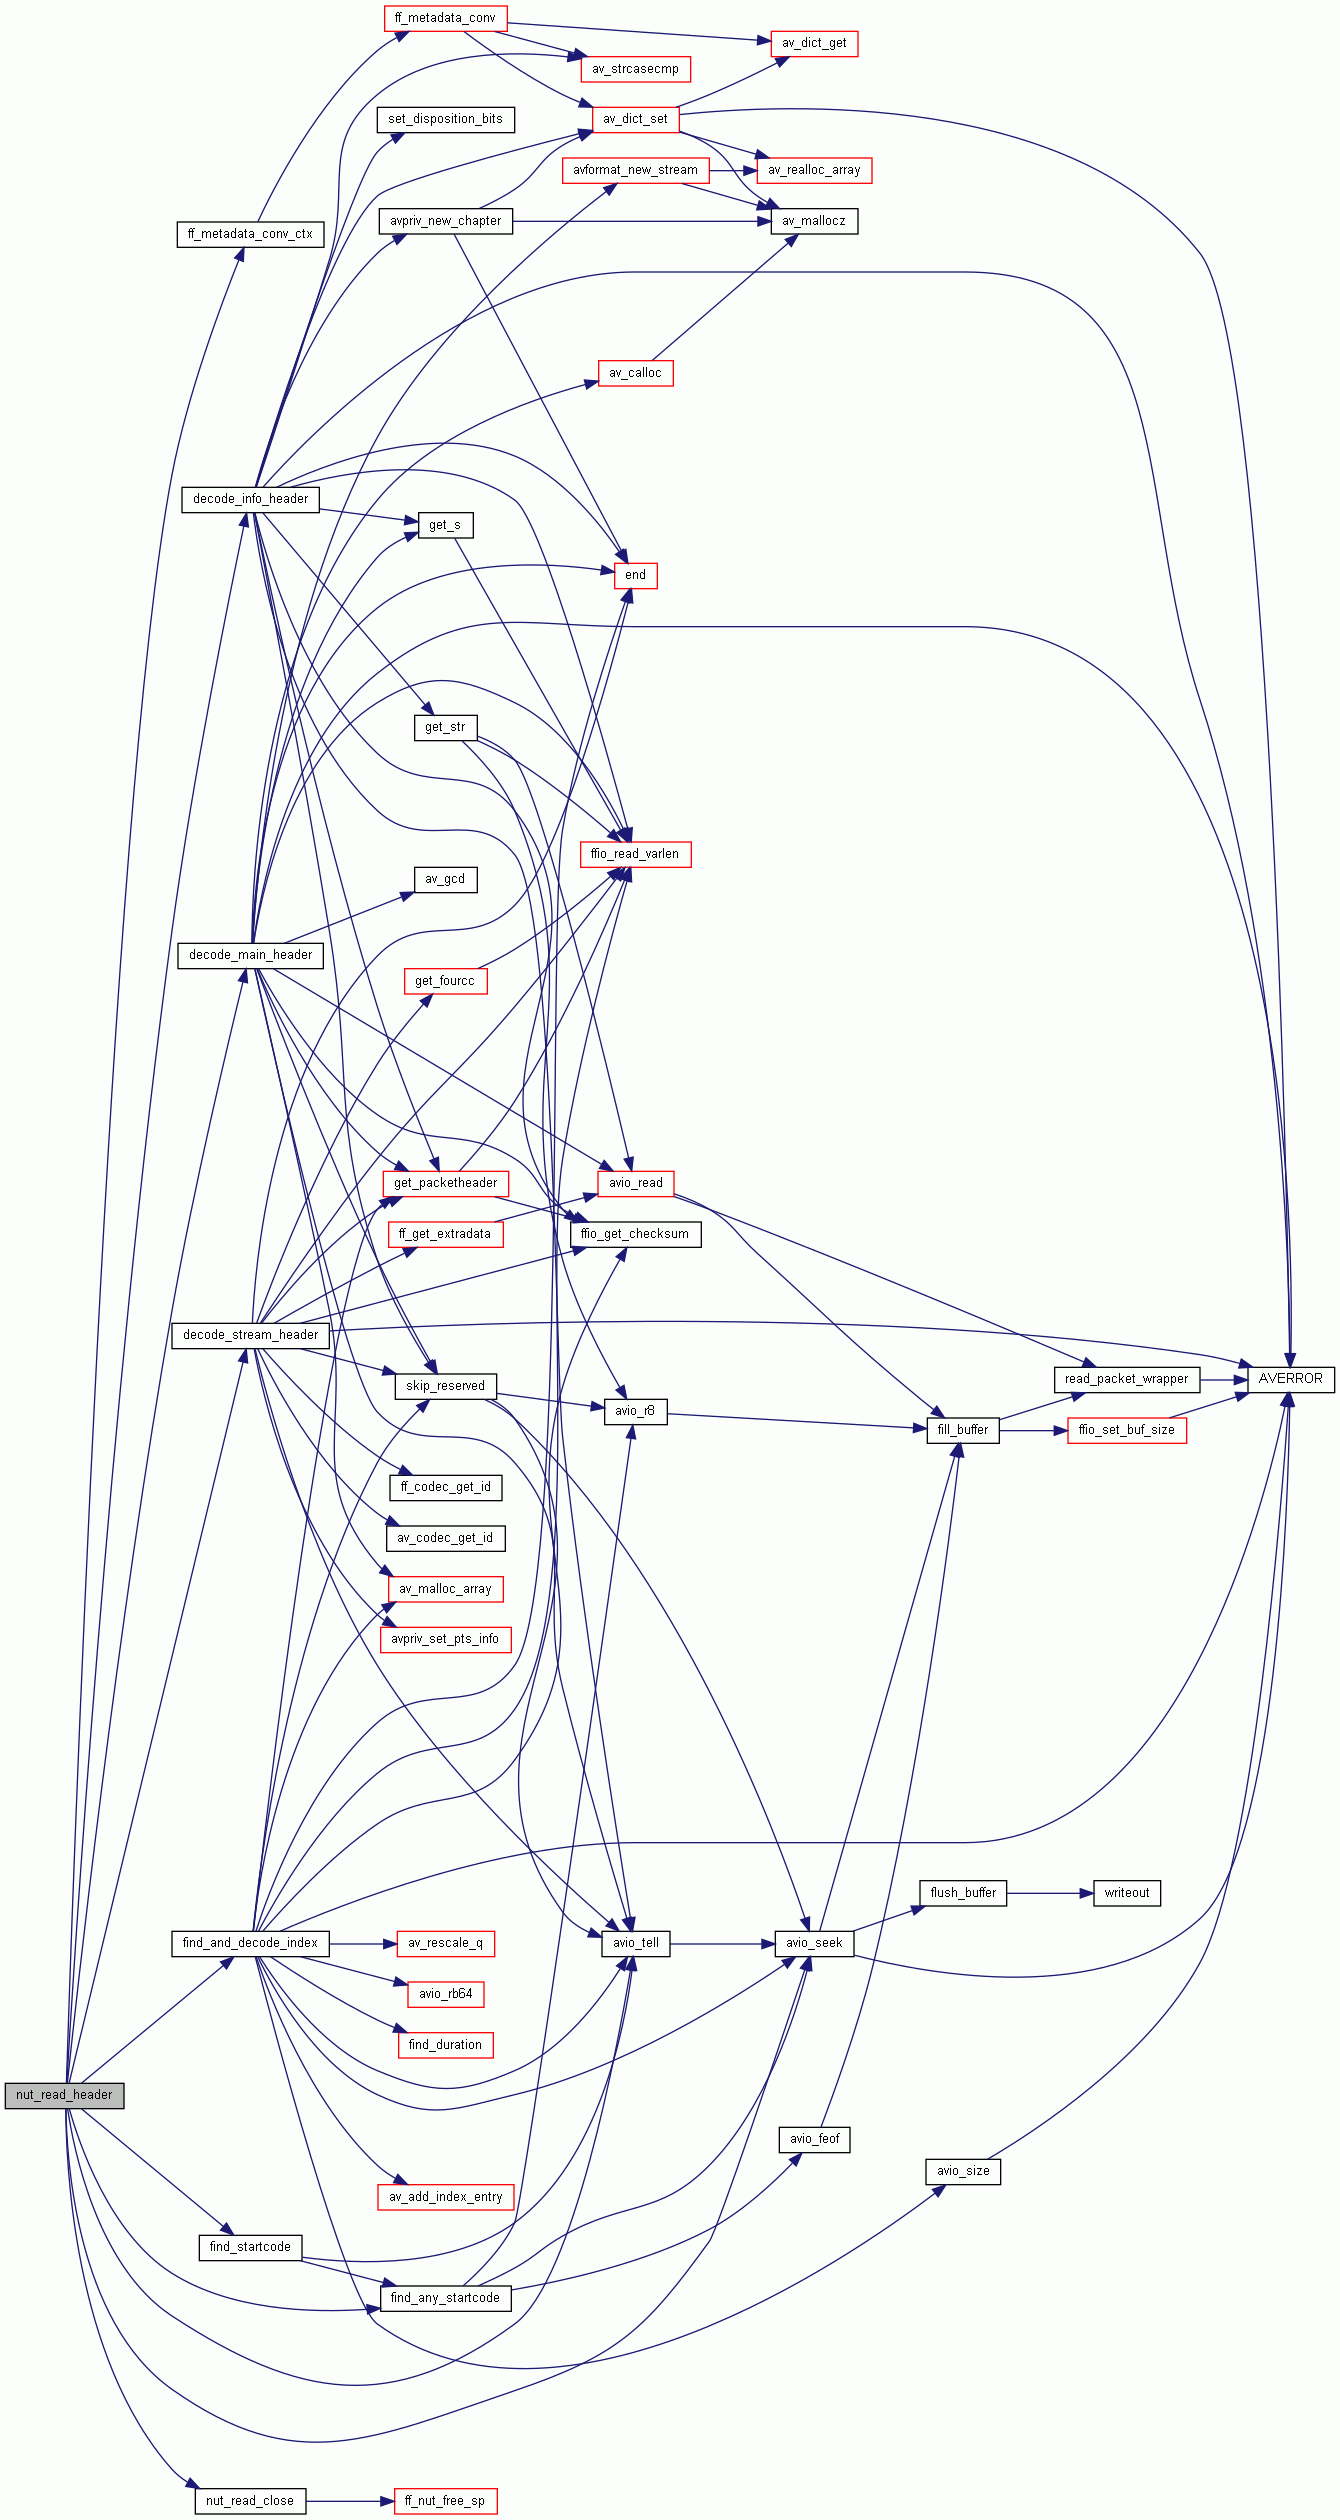 ff_metadata_conv
av_dict_get
av_strcasecmp
set_disposition_bits
av_dict_set
avformat_new_stream
av_realloc_array
avpriv_new_chapter
av_mallocz
ff_metadata_conv_ctx
av_calloc
decode_info_header
get_s
end
get_str
ffio_read_varlen
av_gcd
decode_main_header
get_fourcc
get_packetheader
avio_read
ff_get_extradata
ffio_get_checksum
decode_stream_header
skip_reserved
read_packet_wrapper
AVERROR
avio_r8
fill_buffer
ffio_set_buf_size
ff_codec_get_id
av_codec_get_id
av_malloc_array
avpriv_set_pts_info
flush_buffer
writeout
find_and_decode_index
av_rescale_q
avio_tell
avio_seek
avio_rb64
find_duration
nut_read_header
avio_feof
avio_size
av_add_index_entry
find_startcode
find_any_startcode
nut_read_close
ff_nut_free_sp